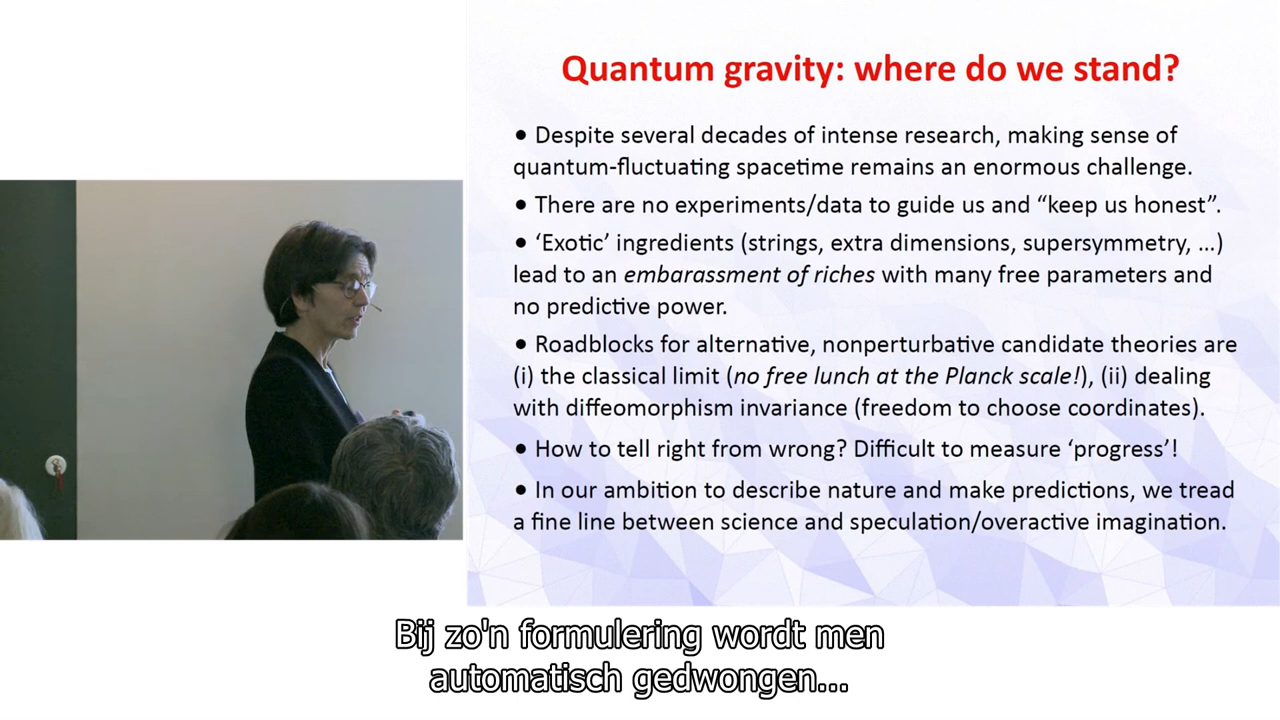 Quantum gravity: where do we stand?
• Despite several decades of intense research, making sense of
quantum-fluctuating spacetime remains an enormous challenge.
• There are no experiments/data to guide us and “keep us honest”.
• ‘Exotic’ ingredients (strings, extra dimensions, supersymmetry, ...)
lead to an embarassment of riches with many free parameters and
no predictive power.
• Roadblocks for alternative, nonperturbative candidate theories are
(i) the classical limit (no free lunch at the Planck scale!), (ii) dealing
with diffeomorphism invariance (freedom to choose coordinates).
• How to tell right from wrong? Difficult to measure ‘progress’!
• In our ambition to describe nature and make predictions, we tread
a fine line between science and speculation/overactive imagination.
Bij zo'n formulering wordt men
automatisch gedwongen...